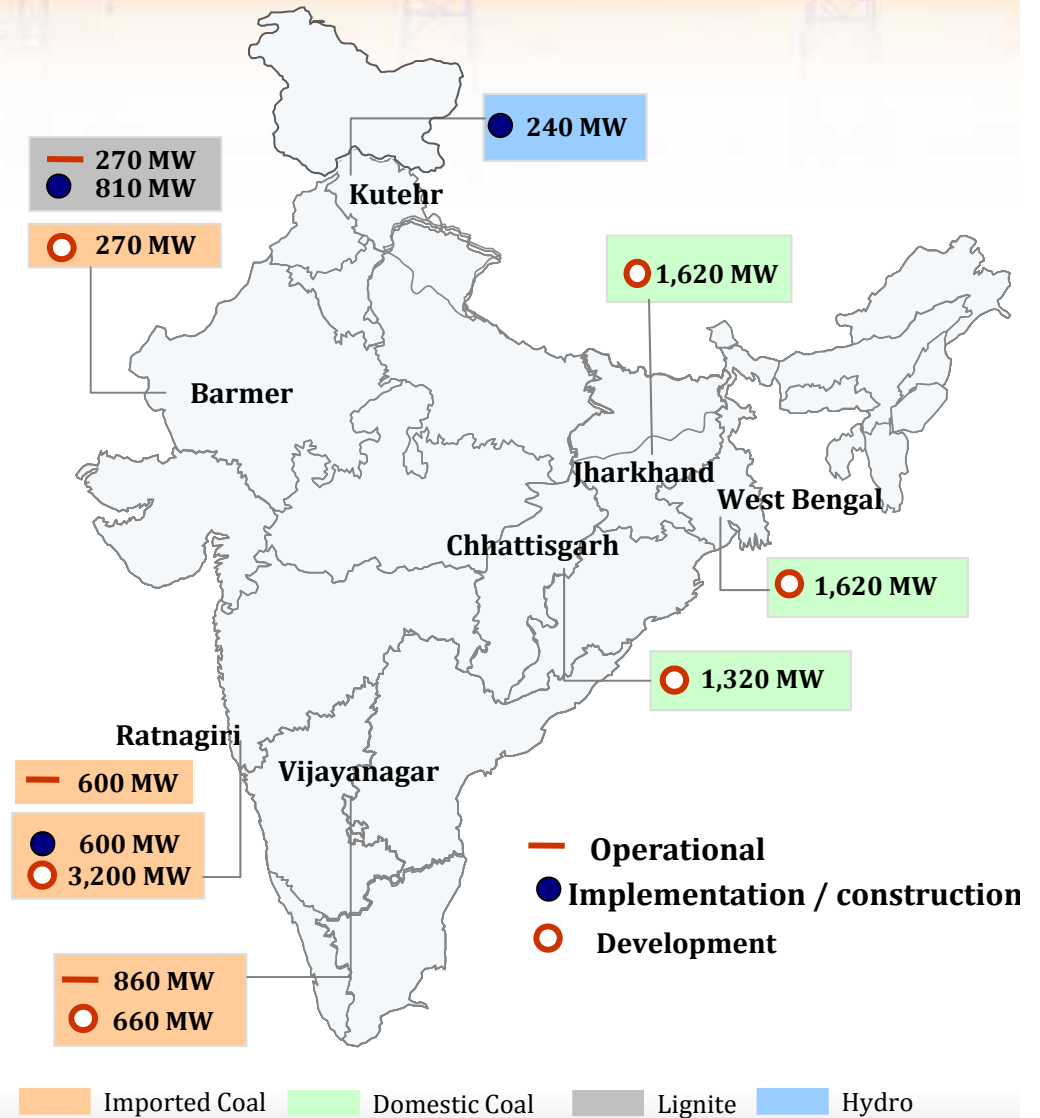 240 MW
270 MW
810 MW
Kutehr
270 MW
1,620 MW
Barmer
Jharkhand
West Bengal
Chhattisgarh
1,620 MW
1,320 MW
Ratnagiri
Vijayanagar
600 MW
600 MW
3,200 MW
Operational
Implementation / construction
Development
860 MW
660 MW
Imported Coal
Domestic Coal
Lignite
Hydro